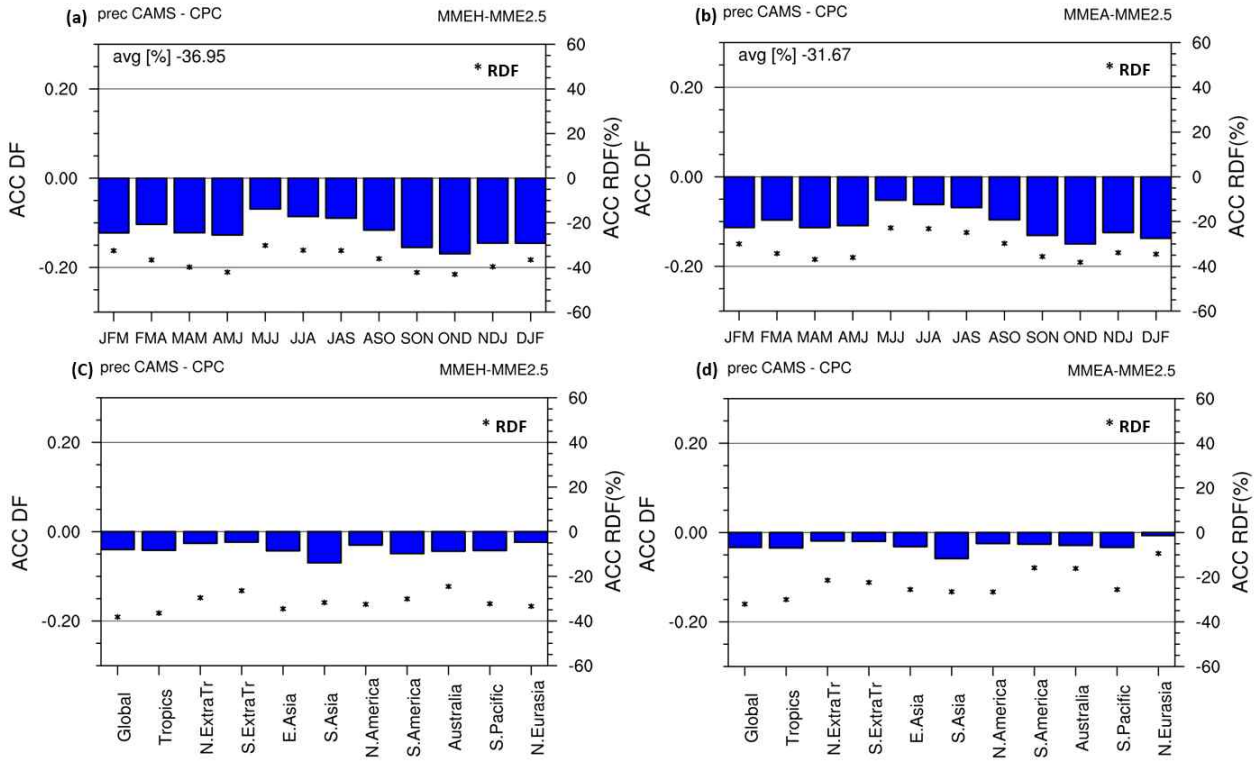 (a) prec CAMS - CPC MMEH-MME2.5
avg [%] -36.95
* RDF
ACC DF
0.20
0.00
-0.20
60
40
20
0
-20
-40
-60
ACC RDF(%)
JFM FMA MAM AMJ MJJ JJA JAS ASO SON OND NDJ DJF
(b) prec CAMS - CPC MMEA-MME2.5
avg [%] -31.67
* RDF
ACC DF
0.20
0.00
-0.20
60
40
20
0
-20
-40
-60
ACC RDF(%)
JFM FMA MAM AMJ MJJ JJA JAS ASO SON OND NDJ DJF
(C) prec CAMS - CPC MMEH-MME2.5
* RDF
ACC DF
0.20
0.00
-0.20
60
40
20
0
-20
-40
-60
ACC RDF(%)
Global
Tropics
N.ExtraTr
S.ExtraTr
E.Asia
S.Asia
N.America
S.America
Australia
S.Pacific
N.Eurasia
(d) prec CAMS - CPC MMEA-MME2.5
* RDF
ACC DF
0.20
0.00
-0.20
60
40
20
0
-20
-40
-60
ACC RDF(%)
Global
Tropics
N.ExtraTr
S.ExtraTr
E.Asia
S.Asia
N.America
S.America
Australia
S.Pacific
N.Eurasia